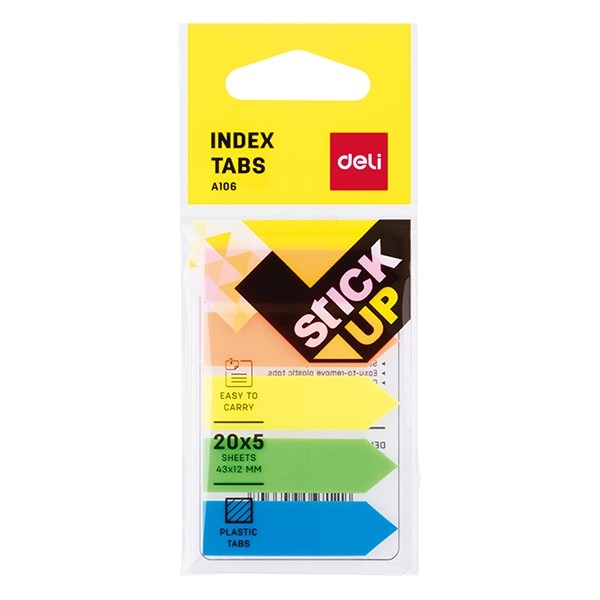 INDEX
TABS
A106
deli
STICK
UP
Easy-to-remove plastic tabs.
EASY TO
CARRY
20x5
SHEETS
43x12 MM
PLASTIC
TABS